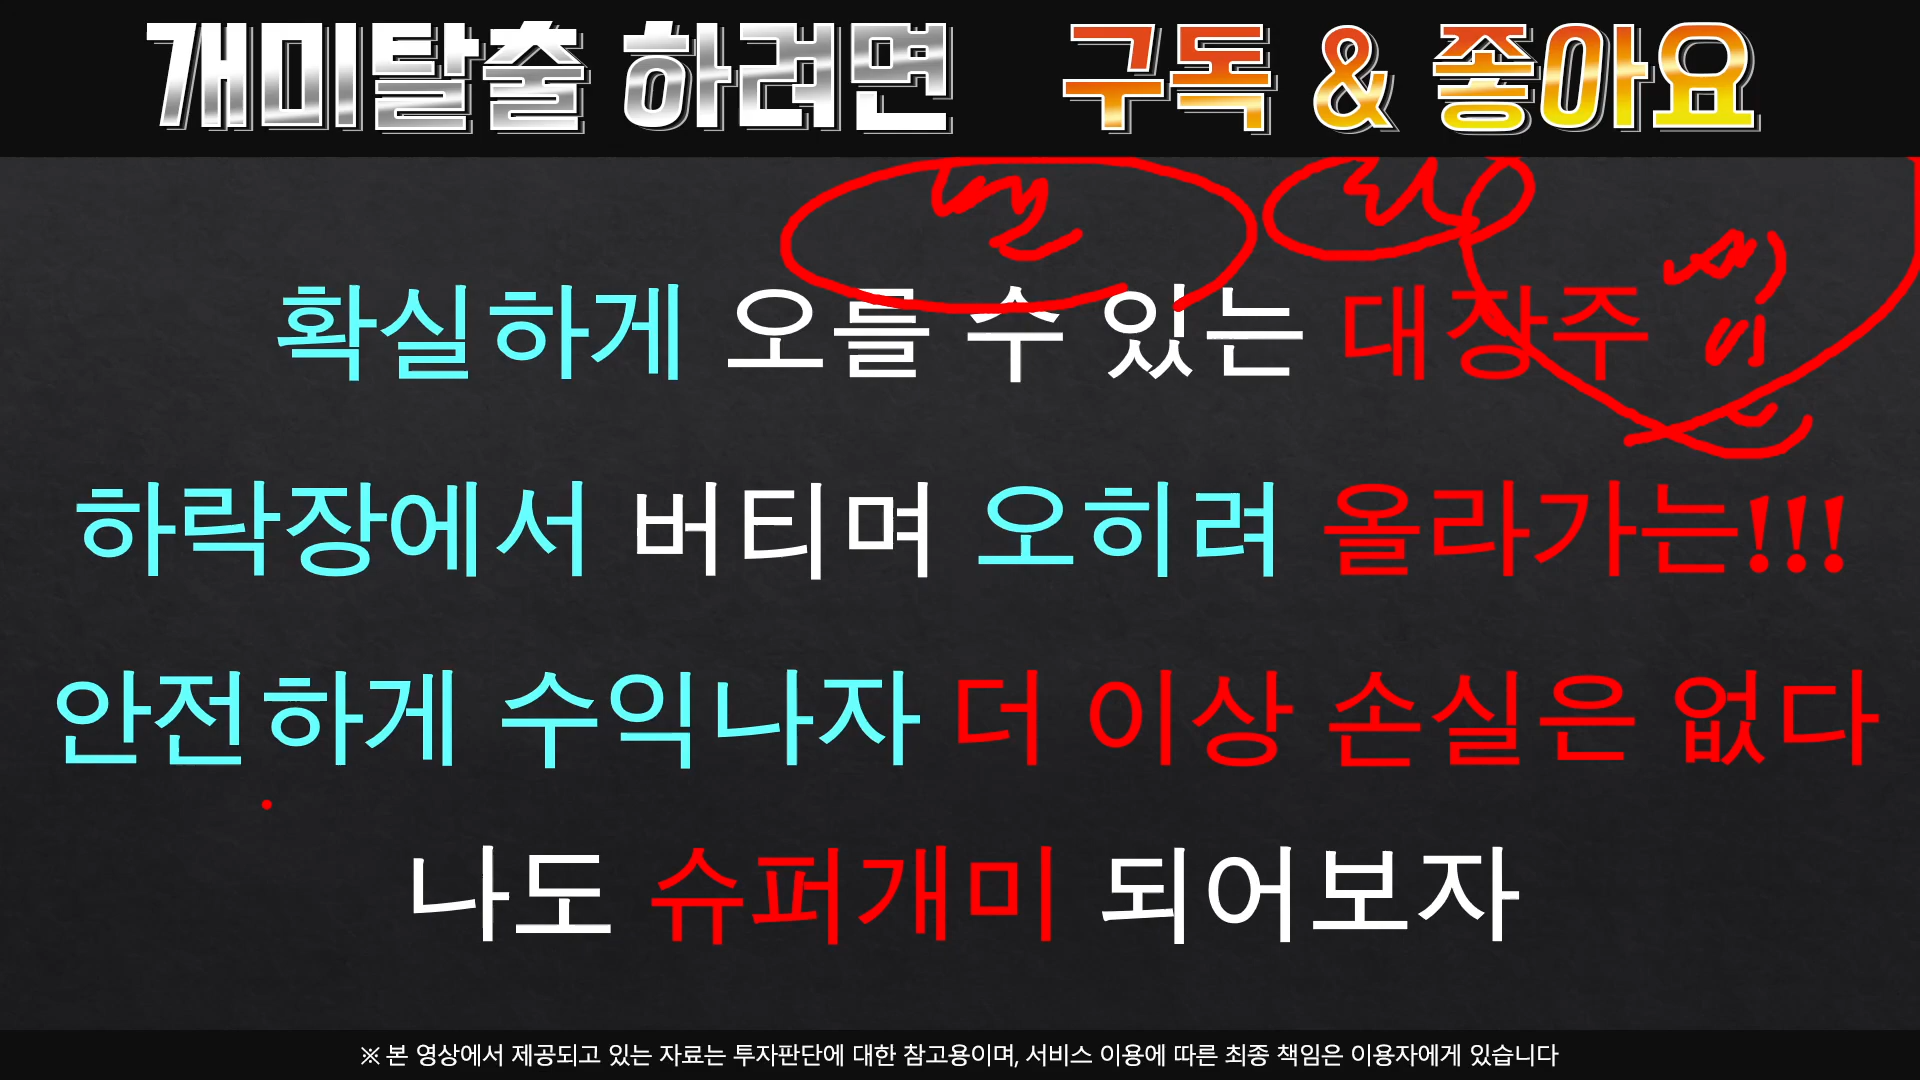 개미탈출 하려면 구독 & 좋아요
확실하게 오를 수 있는 대장주
하락장에서 버티며 오히려 올라가는!!!
안전하게 수익나자 더 이상 손실은 없다
나도 슈퍼개미 되어보자
※ 본 영상에서 제공되고 있는 자료는 투자판단에 대한 참고용이며, 서비스 이용에 따른 최종 책임은 이용자에게 있습니다